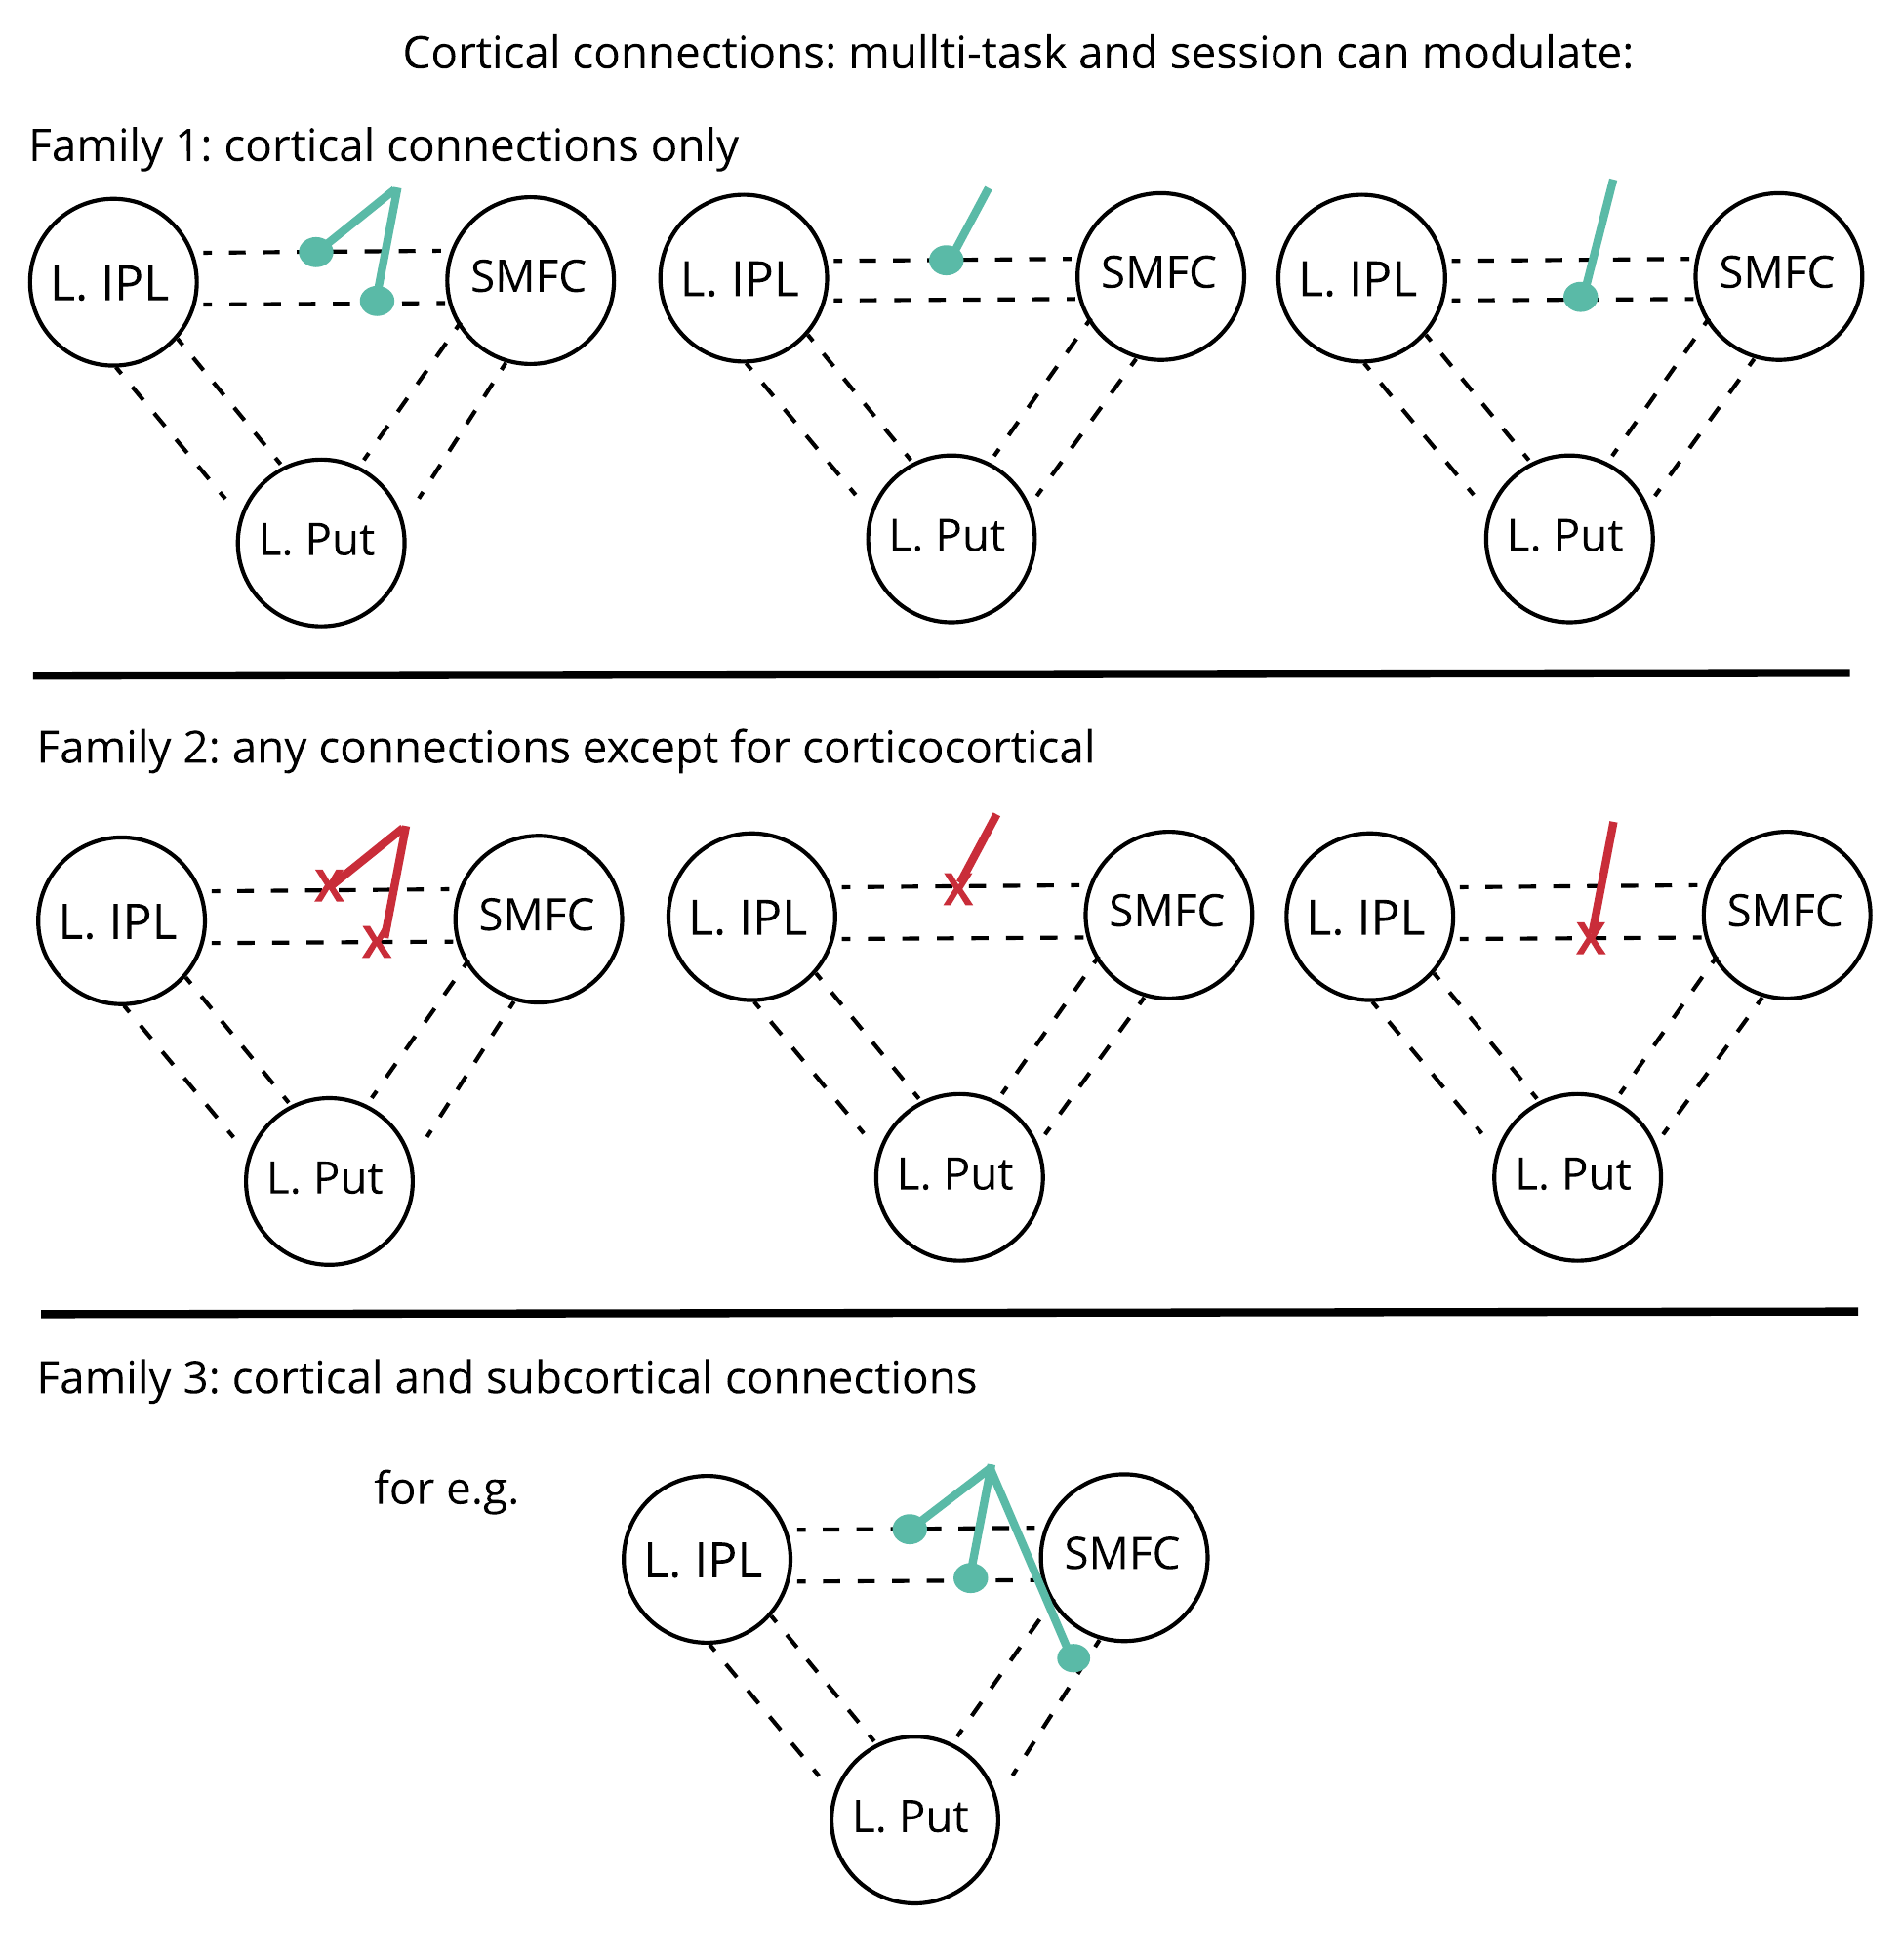 Cortical connections: mullti-task and session can modulate:
Family 1: cortical connections only
L. IPL
SMFC
L. IPL
SMFC
L. IPL
SMFC
L. Put
L. Put
L. Put
Family 2: any connections except for corticocortical
X
X
X
X
L. IPL
SMFC
L. IPL
SMFC
L. IPL
SMFC
L. Put
L. Put
L. Put
Family 3: cortical and subcortical connections
for e.g.
L. IPL
SMFC
L. Put